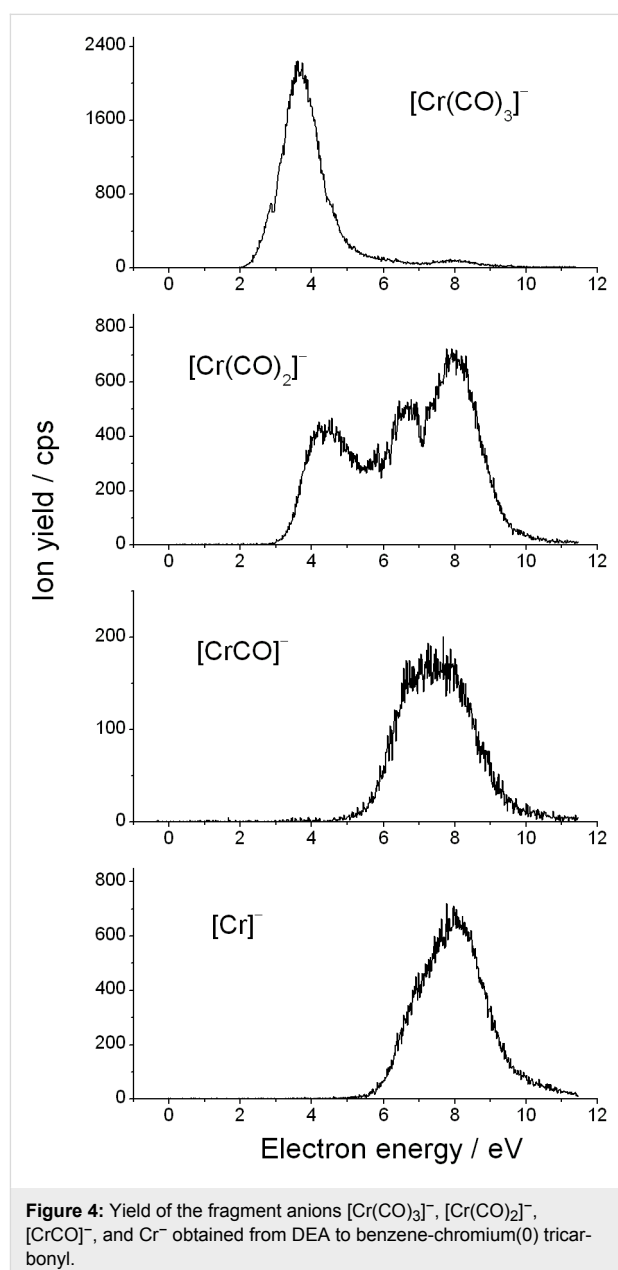 2400
1600
800
0
[Cr(CO)₃]⁻
0 2 4 6 8 10 12
800
600
400
200
0
[Cr(CO)₂]⁻
0 2 4 6 8 10 12
200
100
0
[CrCO]⁻
0 2 4 6 8 10 12
800
600
400
200
0
[Cr]⁻
0 2 4 6 8 10 12
Ion yield / cps
Electron energy / eV
Figure 4: Yield of the fragment anions [Cr(CO)₃]⁻, [Cr(CO)₂]⁻,
[CrCO]⁻, and Cr⁻ obtained from DEA to benzene-chromium(0) tricar-
bonyl.